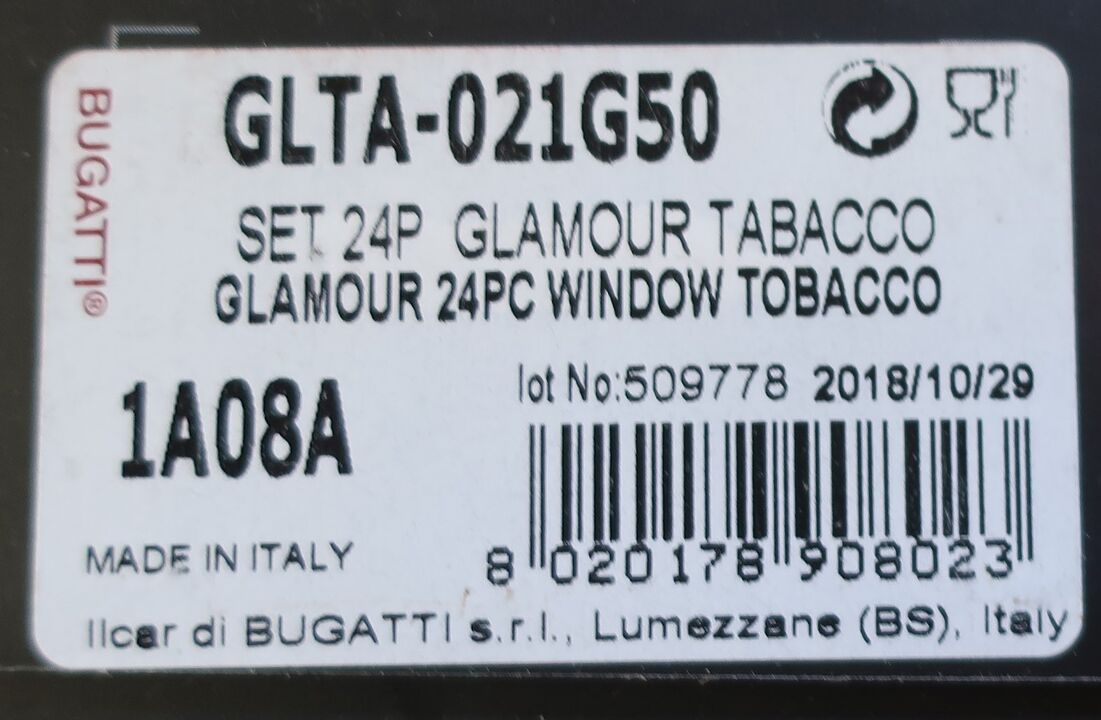 BUGATTI®
GLTA-021G50
SET 24P GLAMOUR TABACCO
GLAMOUR 24PC WINDOW TOBACCO
lot No:509778 2018/10/29
1A08A
8 020178 908023
MADE IN ITALY
Ilcar di BUGATTI s.r.l., Lumezzane (BS), Italy